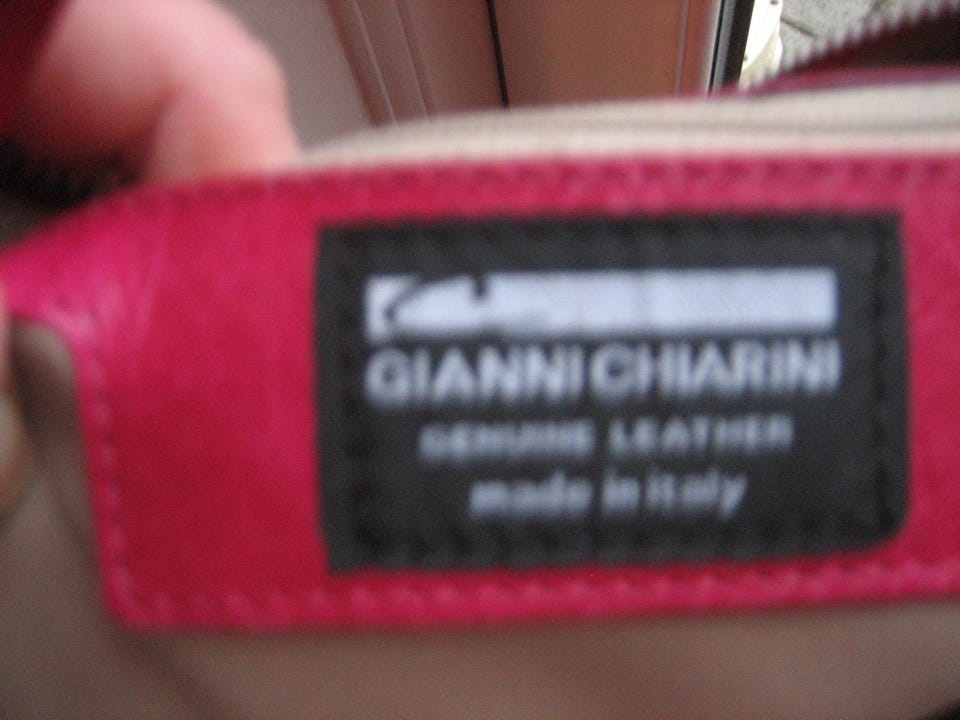 GIANNI CHIARINI
GENUINE LEATHER
made in italy